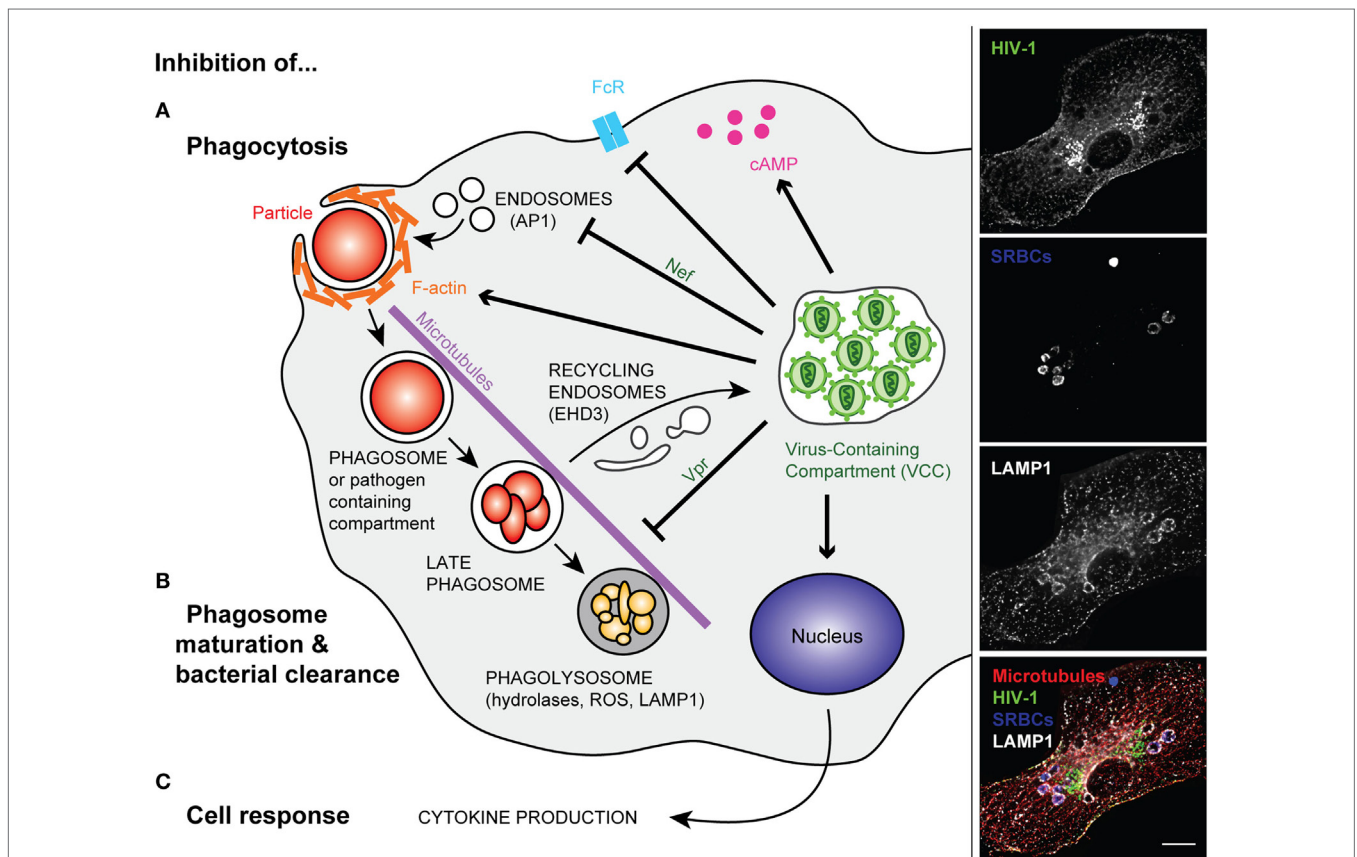 Inhibition of...
A
Phagocytosis
FcR
cAMP
Particle
ENDOSOMES
(AP1)
F-actin
Nef
Microtubules
RECYCLING
ENDOSOMES
(EHD3)
Vpr
Virus-Containing
Compartment (VCC)
PHAGOSOME
or pathogen
containing
compartment
LATE
PHAGOSOME
B
Phagosome
maturation &
bacterial clearance
Nucleus
PHAGOLYSOSOME
(hydrolases, ROS, LAMP1)
C
Cell response
CYTOKINE PRODUCTION
HIV-1
SRBCs
LAMP1
Microtubules
HIV-1
SRBCs
LAMP1